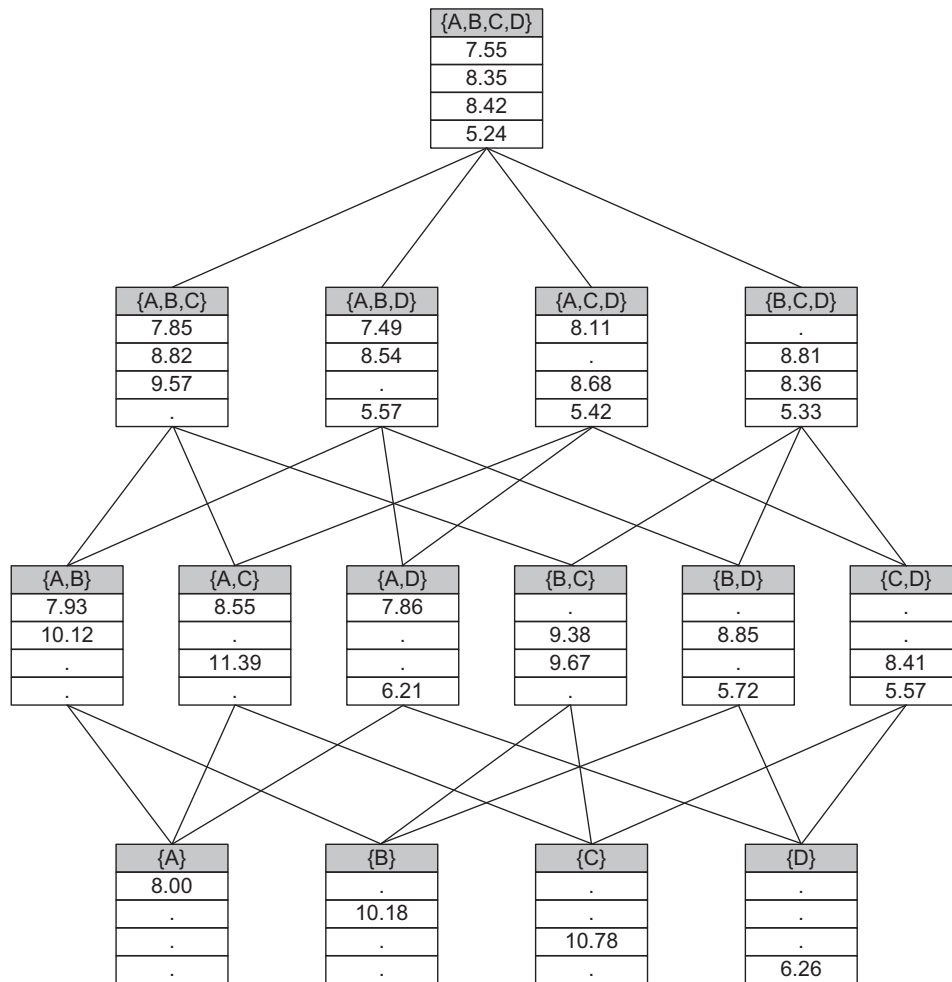 {A,B,C,D}
7.55
8.35
8.42
5.24
{A,B,C} {A,B,D} {A,C,D} {B,C,D}
7.85 7.49 8.11 .
8.82 8.54 . 8.81
9.57 . 8.68 8.36
. 5.57 5.42 5.33
{A,B} {A,C} {A,D} {B,C} {B,D} {C,D}
7.93 8.55 7.86 . . .
10.12 . . 9.38 8.85 .
. 11.39 . 9.67 . 8.41
. . 6.21 . 5.72 5.57
{A} {B} {C} {D}
8.00 . . .
. 10.18 . .
. . 10.78 .
. . . 6.26